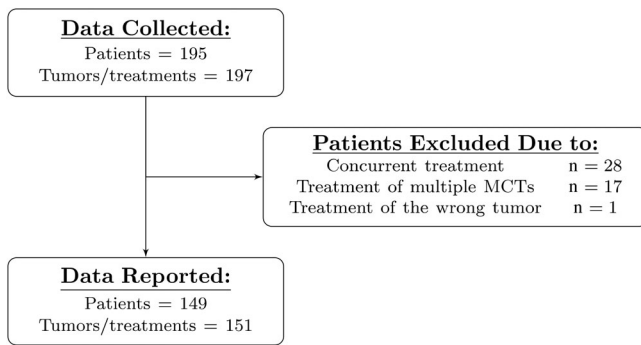 Data Collected:
Patients = 195
Tumors/treatments = 197
Patients Excluded Due to:
Concurrent treatment n = 28
Treatment of multiple MCTs n = 17
Treatment of the wrong tumor n = 1
Data Reported:
Patients = 149
Tumors/treatments = 151